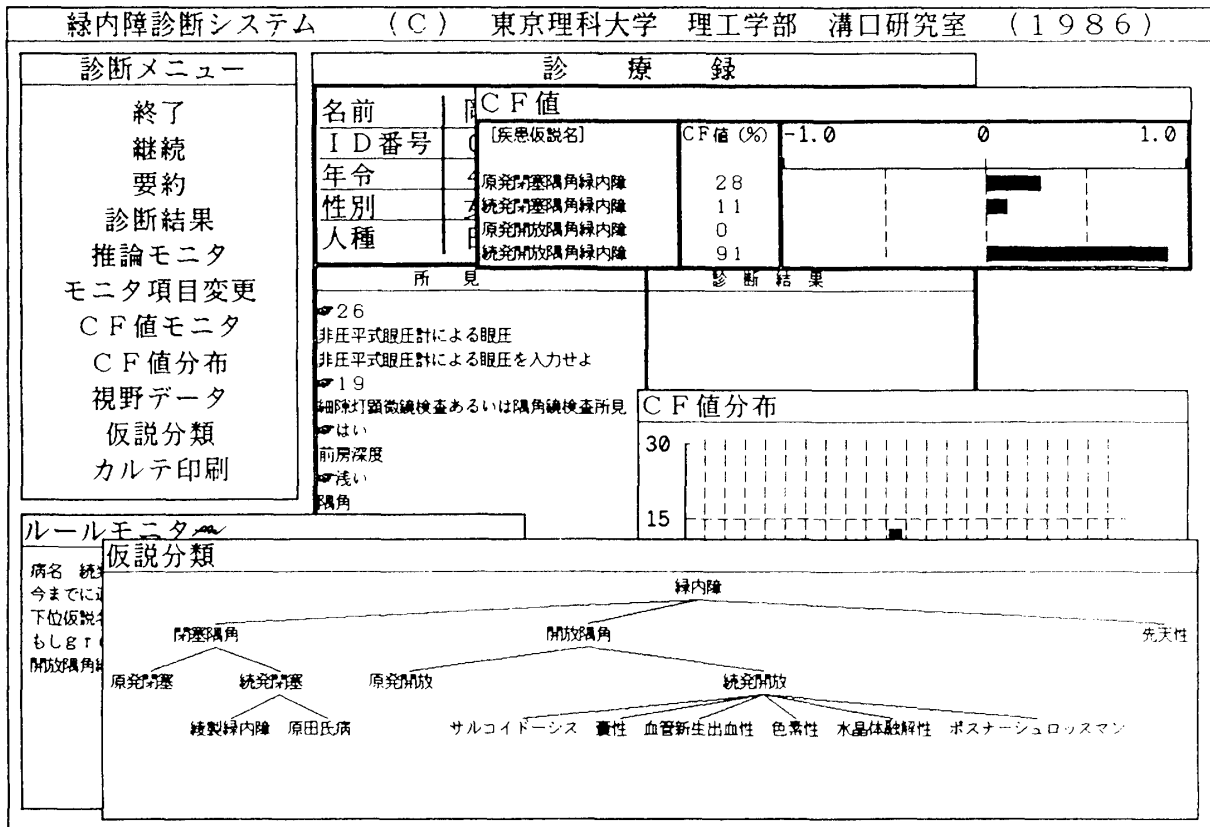 緑内障診断システム (C) 東京理科大学 理工学部 溝口研究室 (1986)
診断メニュー
終了
継続
要約
診断結果
推論モニタ
モニタ項目変更
CF値モニタ
CF値分布
視野データ
仮説分類
カルテ印刷
診療録
名前
ID番号
年令
性別
人種
CF値
[疾患仮説名] CF値(%) -1.0 0 1.0
原発閉塞隅角緑内障 28
続発閉塞隅角緑内障 11
原発開放隅角緑内障 0
続発開放隅角緑内障 91
所見 診断結果
☛26
非圧平式眼圧計による眼圧
非圧平式眼圧計による眼圧を入力せよ
☛19
細隙灯顕微鏡検査あるいは隅角鏡検査所見
☛はい
前房深度
☛浅い
隅角
CF値分布
30
15
ルールモニタ
病名
今までに
下位仮説
もしgr
開放隅角
仮説分類
緑内障
閉塞隅角 開放隅角 先天性
原発閉塞 続発閉塞 原発開放 続発開放
緑内障 原田氏病 サルコイドーシス 嚢性 血管新生出血性 色素性 水晶体融解性 ポスナーシュロッスマン